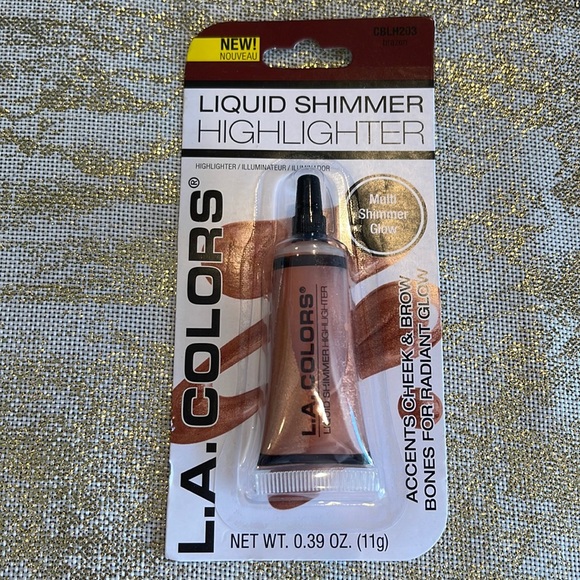 NEW!
NOUVEAU
CBLH203
LIQUID SHIMMER
HIGHLIGHTER
HIGHLIGHTER / ILLUMINATEUR / ILUMINADOR
Multi
Shimmer
Glow
L.A. COLORS®
L.A. COLORS®
LIQUID SHIMMER HIGHLIGHTER
ACCENTS CHEEK & BROW
BONES FOR RADIANT GLOW
NET WT. 0.39 OZ. (11g)